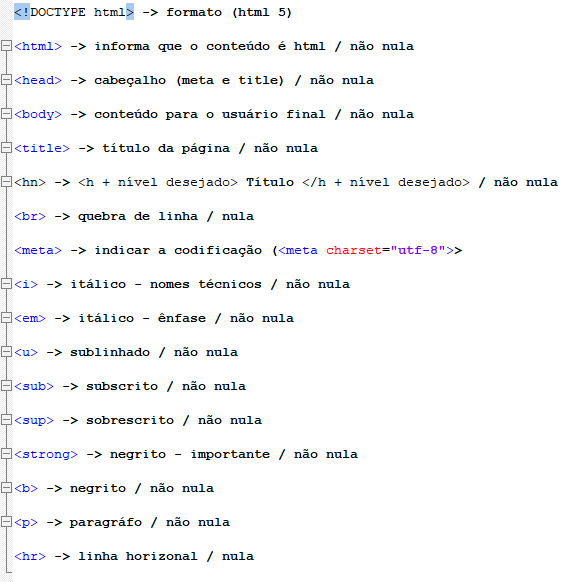 <!DOCTYPE html> -> formato (html 5)
<html> -> informa que o conteúdo é html / não nula
<head> -> cabeçalho (meta e title) / não nula
<body> -> conteúdo para o usuário final / não nula
<title> -> título da página / não nula
<hn> -> <h + nível desejado> Título </h + nível desejado> / não nula
<br> -> quebra de linha / nula
<meta> -> indicar a codificação (<meta charset="utf-8">>
<i> -> itálico - nomes técnicos / não nula
<em> -> itálico - ênfase / não nula
<u> -> sublinhado / não nula
<sub> -> subscrito / não nula
<sup> -> sobrescrito / não nula
<strong> -> negrito - importante / não nula
<b> -> negrito / não nula
<p> -> paragráfo / não nula
<hr> -> linha horizonal / nula